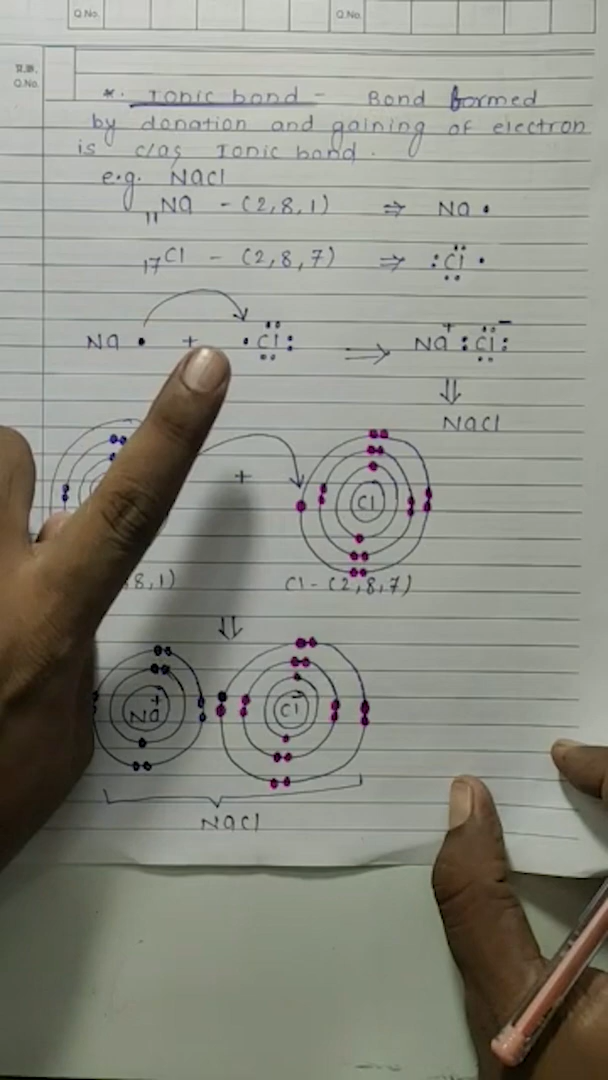 Q.No. Q.No.
प्र.क्र.
Q.No.
*. Ionic bond - Bond formed
by donation and gaining of electron
is c/as Ionic bond.
e.g. NaCl
₁₁Na - (2,8,1) ⇒ Na •
₁₇Cl - (2,8,7) ⇒ :Cl •
Na • + • Cl : ⇒ Na⁺ :Cl:⁻
⇓
NaCl
+ Cl
8,1) Cl - (2,8,7)
⇓
Na⁺ Cl⁻
NaCl